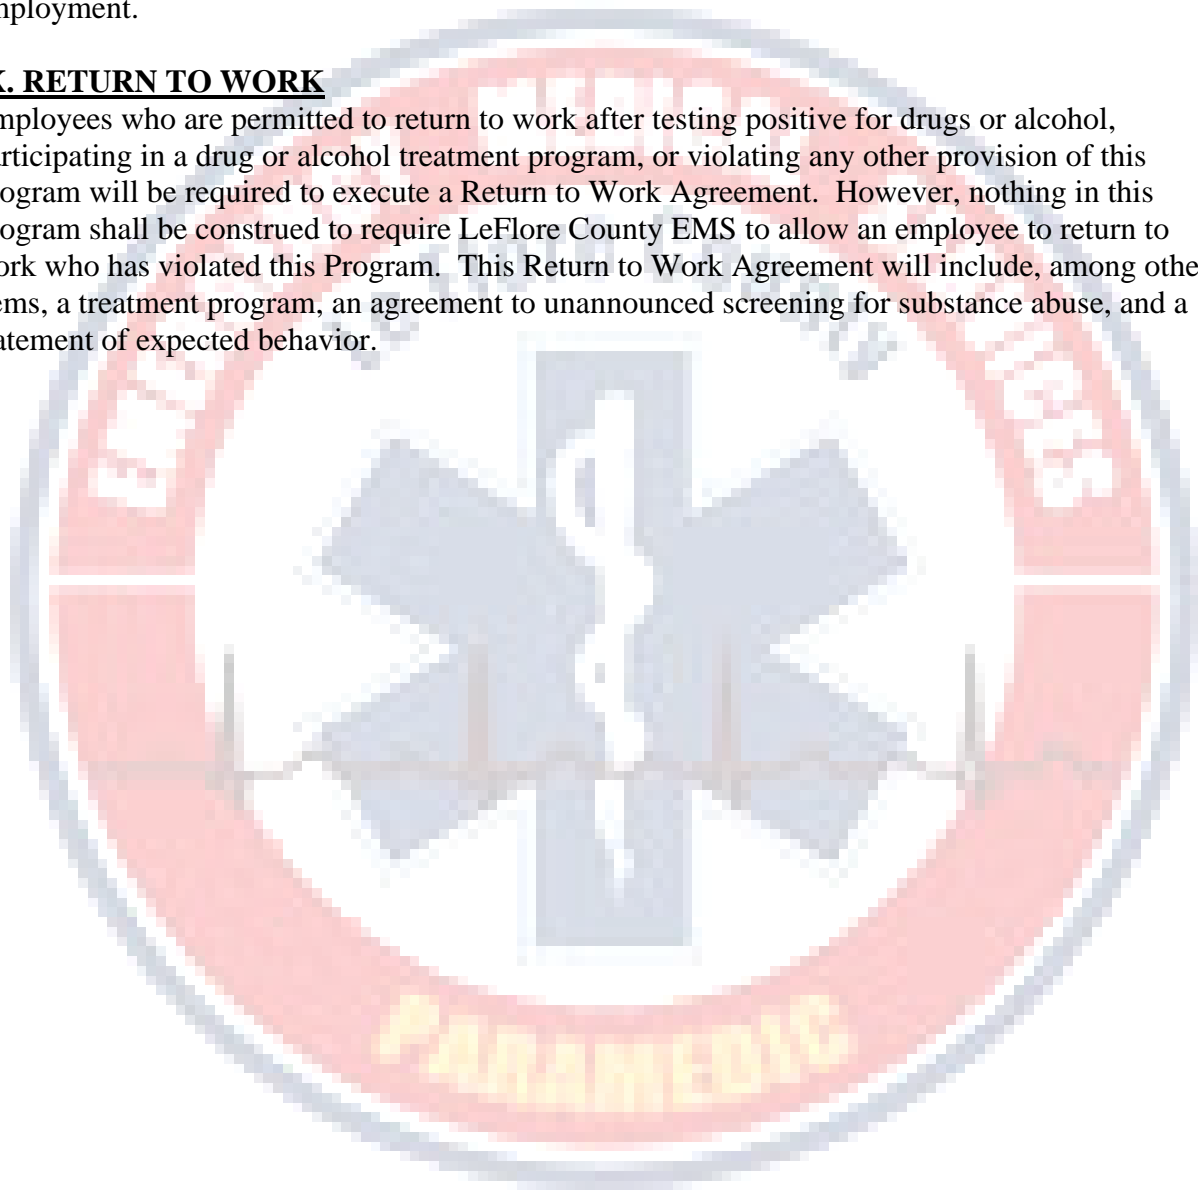 mployment.
X. RETURN TO WORK
mployees who are permitted to return to work after testing positive for drugs or alcohol,
articipating in a drug or alcohol treatment program, or violating any other provision of this
rogram will be required to execute a Return to Work Agreement.  However, nothing in this
rogram shall be construed to require LeFlore County EMS to allow an employee to return to
ork who has violated this Program.  This Return to Work Agreement will include, among othe
ems, a treatment program, an agreement to unannounced screening for substance abuse, and a
atement of expected behavior.
EMERGENCY MEDICAL SERVICES
LeFlore County
PARAMEDIC